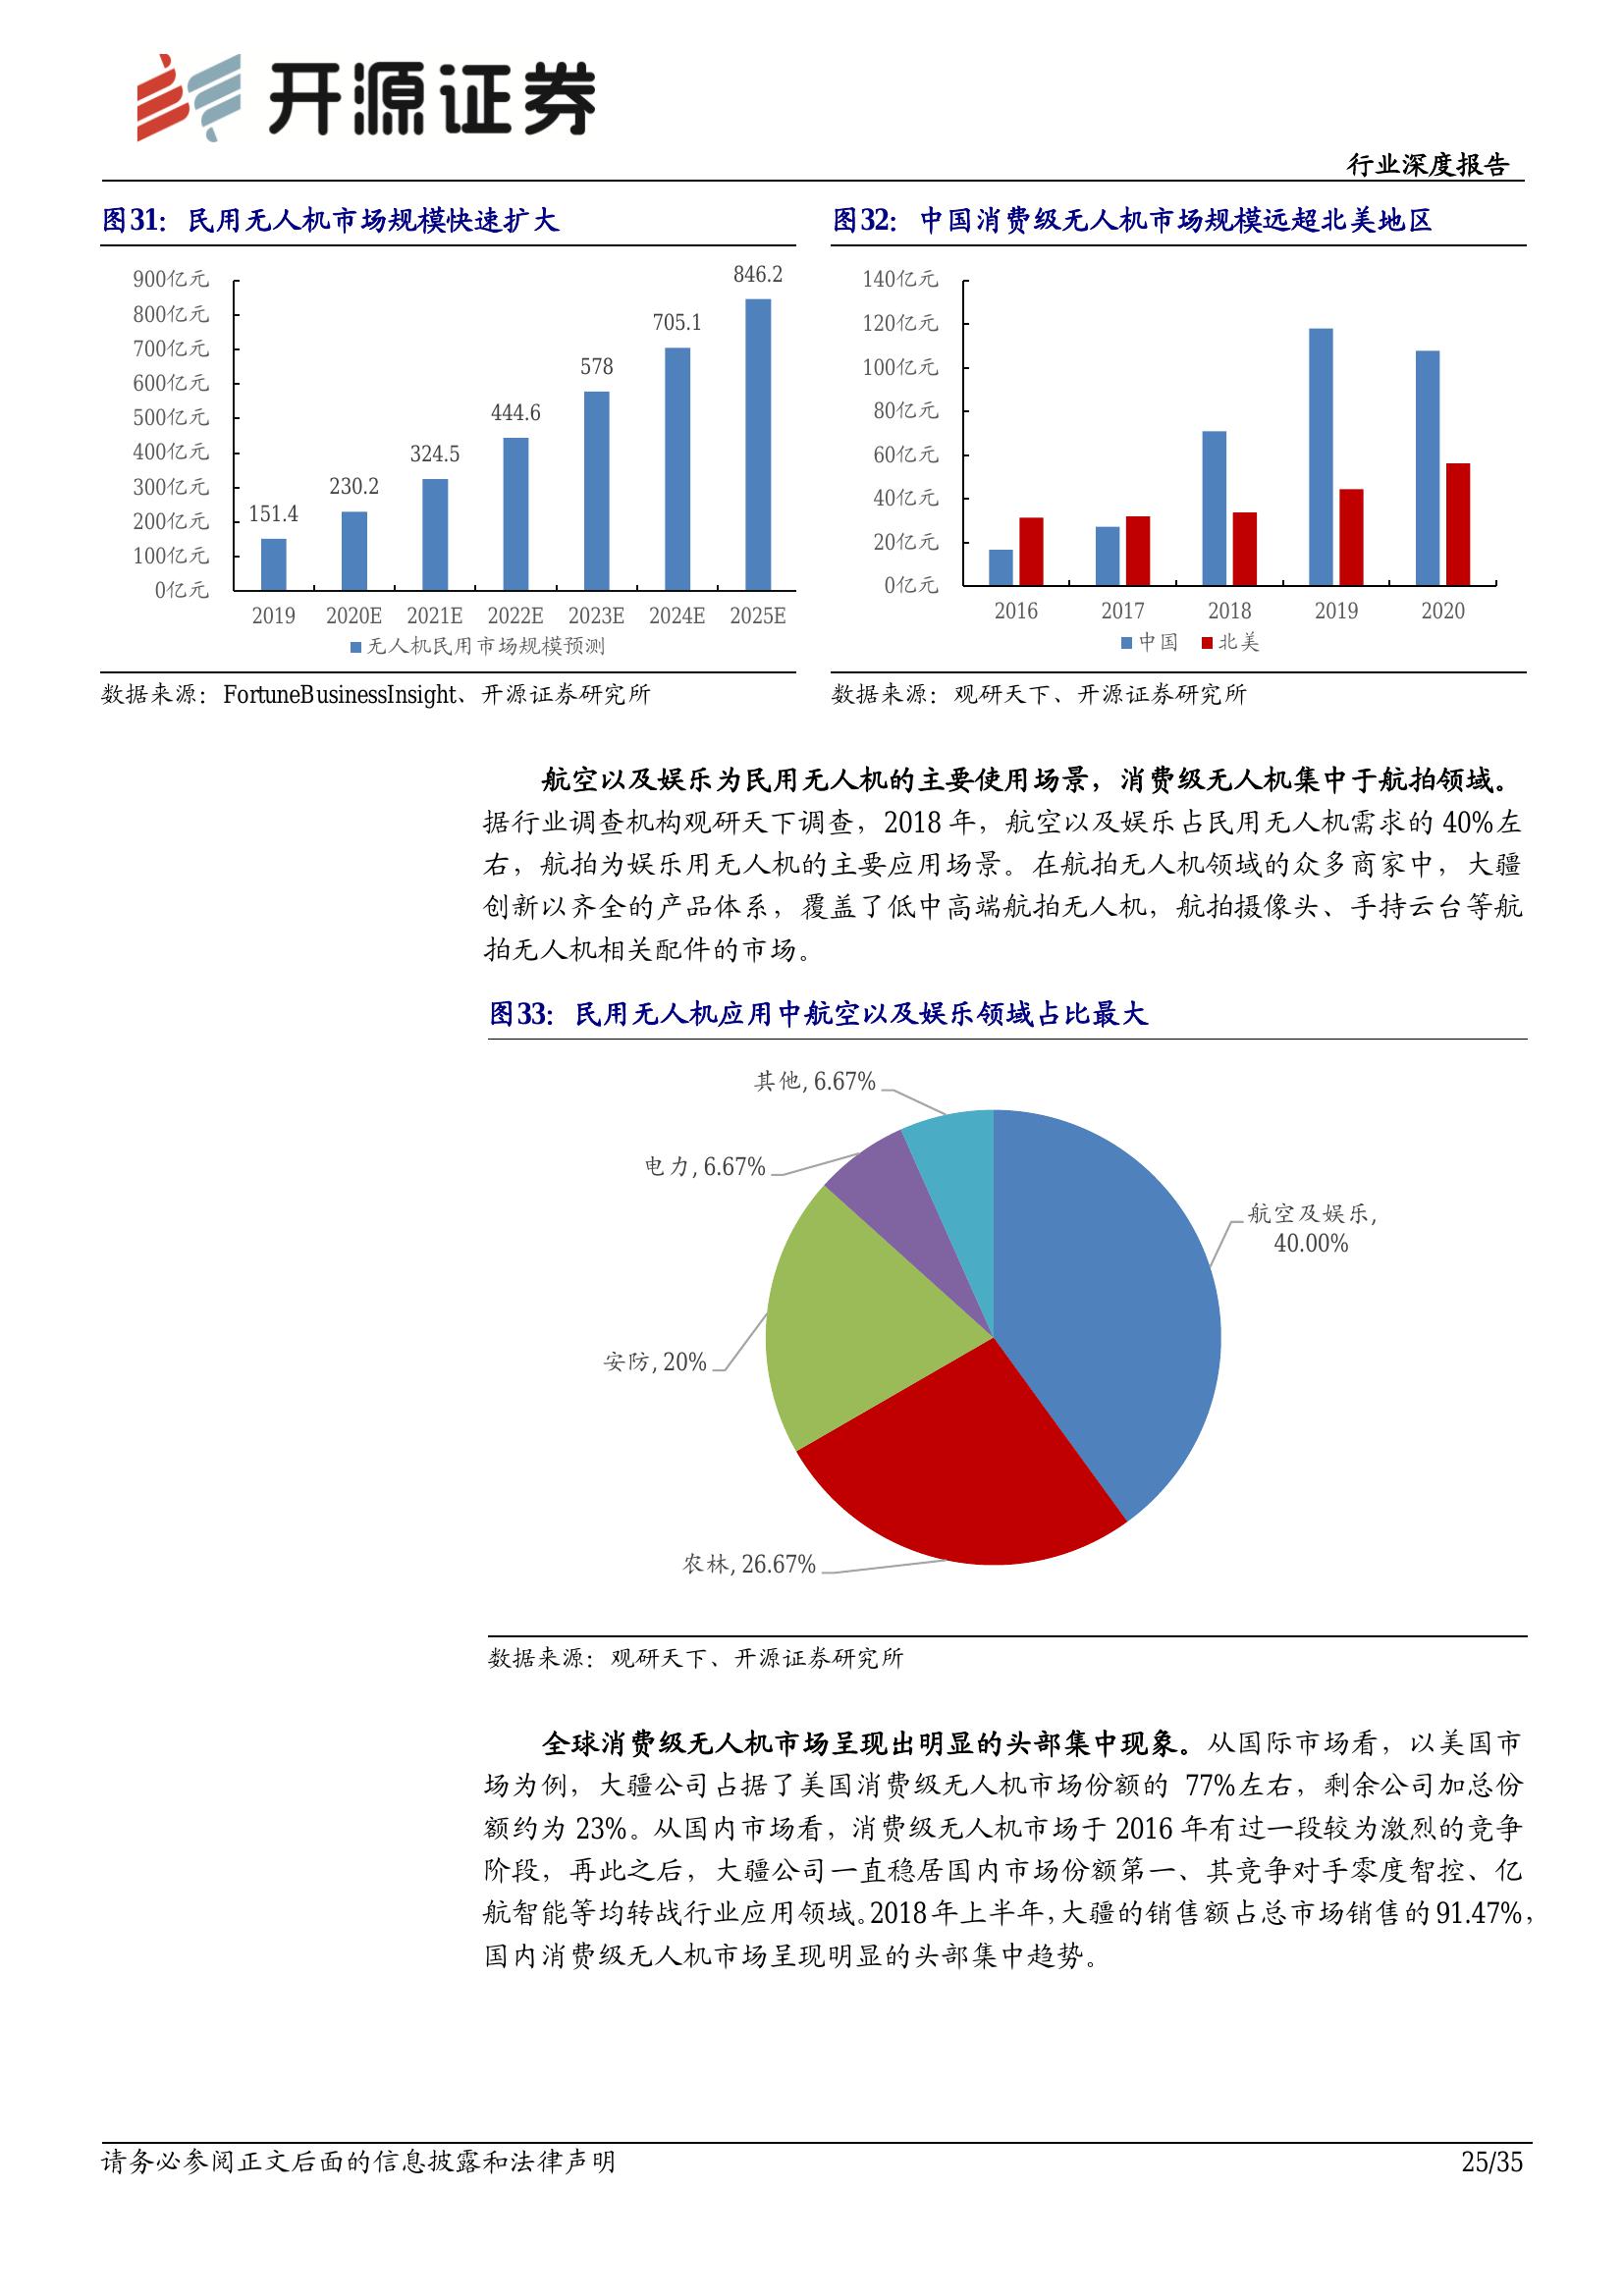 开源证券
行业深度报告
图31：民用无人机市场规模快速扩大
900亿元
800亿元
700亿元
600亿元
500亿元
400亿元
300亿元
200亿元
100亿元
0亿元
151.4
230.2
324.5
444.6
578
705.1
846.2
2019 2020E 2021E 2022E 2023E 2024E 2025E
无人机民用市场规模预测
数据来源：FortuneBusinessInsight、开源证券研究所
图32：中国消费级无人机市场规模远超北美地区
140亿元
120亿元
100亿元
80亿元
60亿元
40亿元
20亿元
0亿元
2016 2017 2018 2019 2020
中国 北美
数据来源：观研天下、开源证券研究所
航空以及娱乐为民用无人机的主要使用场景，消费级无人机集中于航拍领域。
据行业调查机构观研天下调查，2018 年，航空以及娱乐占民用无人机需求的 40%左
右，航拍为娱乐用无人机的主要应用场景。在航拍无人机领域的众多商家中，大疆
创新以齐全的产品体系，覆盖了低中高端航拍无人机，航拍摄像头、手持云台等航
拍无人机相关配件的市场。
图33：民用无人机应用中航空以及娱乐领域占比最大
其他, 6.67%
电力, 6.67%
航空及娱乐,
40.00%
安防, 20%
农林, 26.67%
数据来源：观研天下、开源证券研究所
全球消费级无人机市场呈现出明显的头部集中现象。从国际市场看，以美国市
场为例，大疆公司占据了美国消费级无人机市场份额的 77%左右，剩余公司加总份
额约为 23%。从国内市场看，消费级无人机市场于 2016 年有过一段较为激烈的竞争
阶段，再此之后，大疆公司一直稳居国内市场份额第一、其竞争对手零度智控、亿
航智能等均转战行业应用领域。2018 年上半年，大疆的销售额占总市场销售的 91.47%，
国内消费级无人机市场呈现明显的头部集中趋势。
请务必参阅正文后面的信息披露和法律声明
25/35